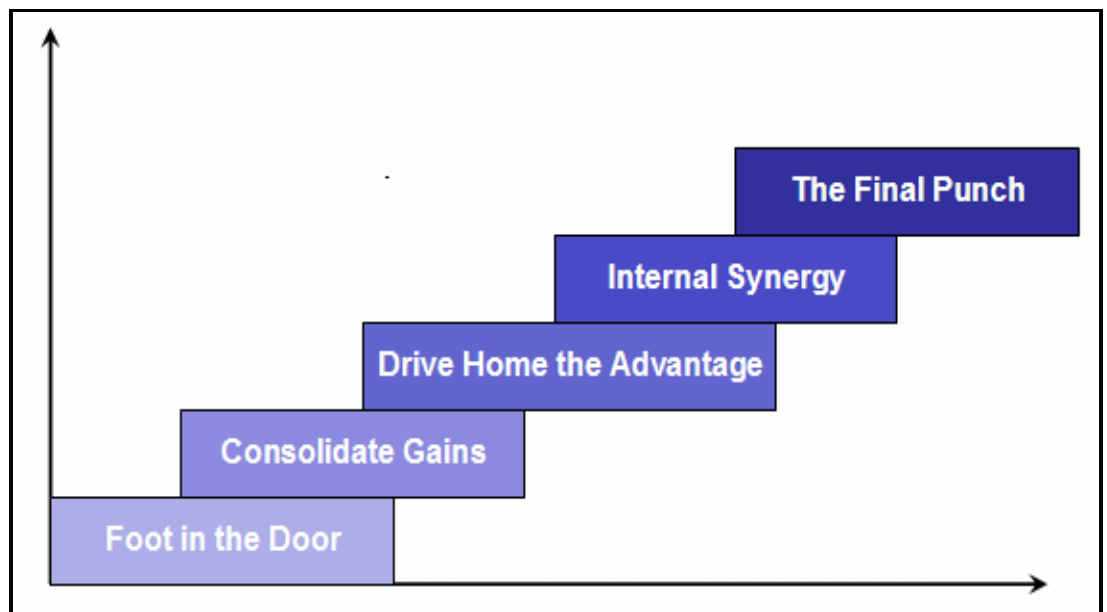 The Final Punch
Internal Synergy
Drive Home the Advantage
Consolidate Gains
Foot in the Door